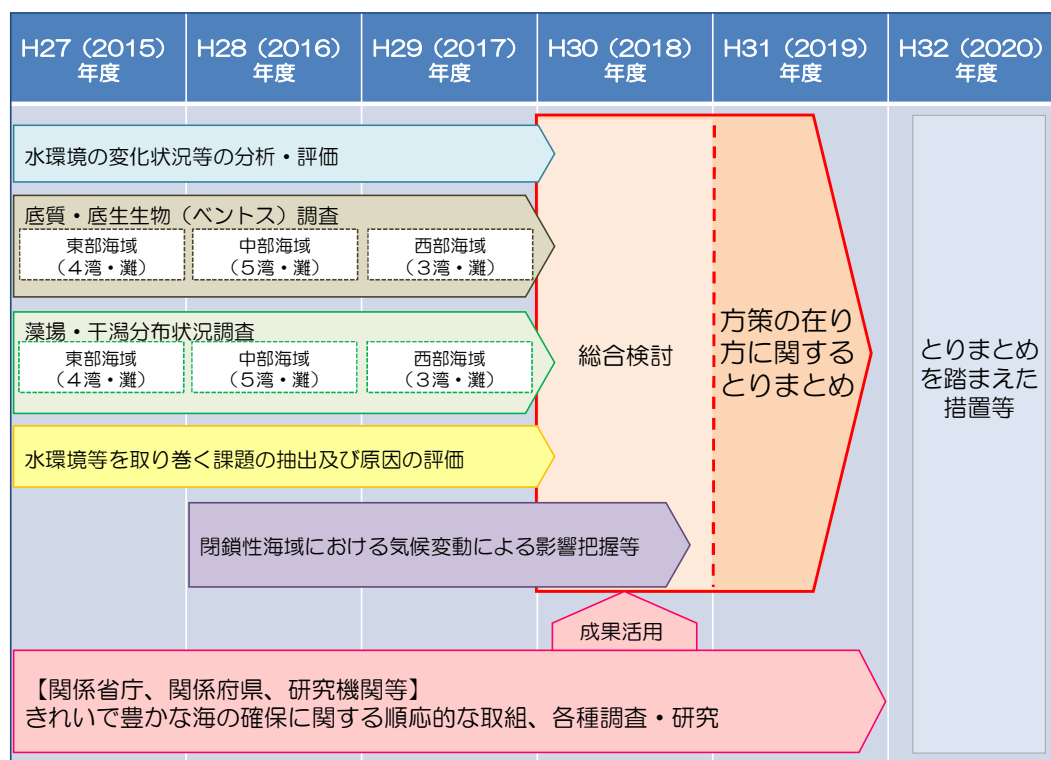 H27（2015）
年度
H28（2016）
年度
H29（2017）
年度
H30（2018）
年度
H31（2019）
年度
H32（2020）
年度
水環境の変化状況等の分析・評価
底質・底生生物（ベントス）調査
東部海域
（４湾・灘）
中部海域
（５湾・灘）
西部海域
（３湾・灘）
藻場・干潟分布状況調査
東部海域
（４湾・灘）
中部海域
（５湾・灘）
西部海域
（３湾・灘）
水環境等を取り巻く課題の抽出及び原因の評価
閉鎖性海域における気候変動による影響把握等
総合検討
方策の在り
方に関する
とりまとめ
とりまとめ
を踏まえた
措置等
成果活用
【関係省庁、関係府県、研究機関等】
きれいで豊かな海の確保に関する順応的な取組、各種調査・研究